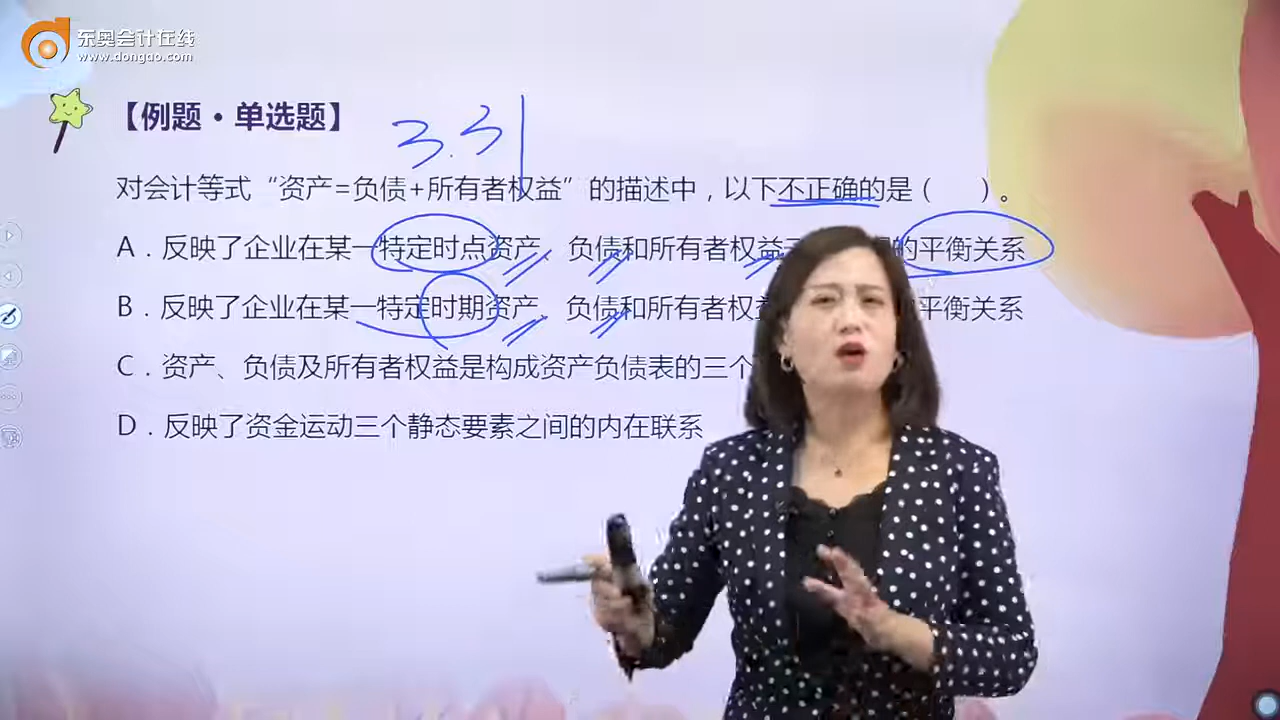 东奥会计在线
www.dongao.com
【例题·单选题】
3.31
对会计等式“资产=负债+所有者权益”的描述中，以下不正确的是（ ）。
A．反映了企业在某一特定时点资产、负债和所有者权益 的平衡关系
B．反映了企业在某一特定时期资产、负债和所有者权 平衡关系
C．资产、负债及所有者权益是构成资产负债表的三个
D．反映了资金运动三个静态要素之间的内在联系